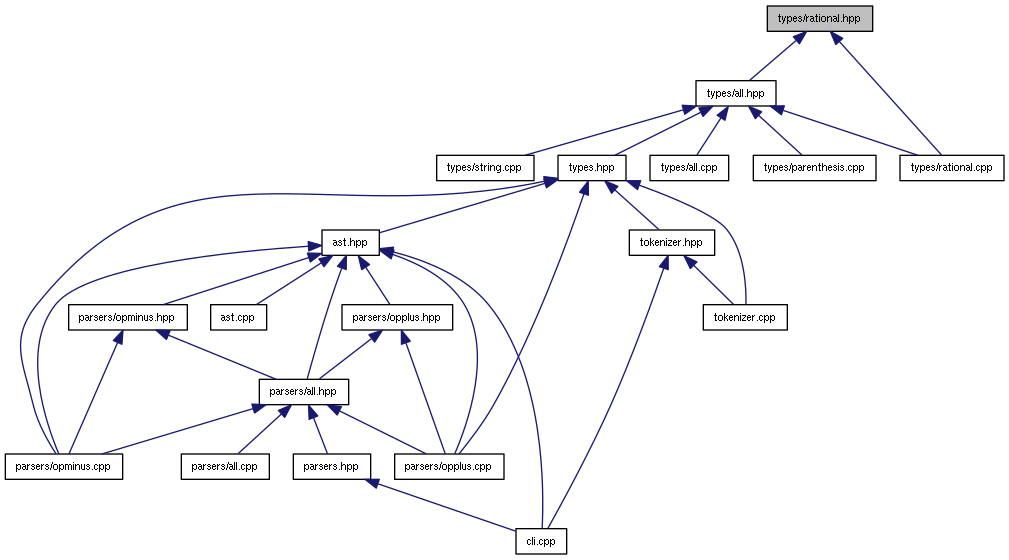 types/rational.hpp
types/all.hpp
types/string.cpp
types.hpp
types/all.cpp
types/parenthesis.cpp
types/rational.cpp
ast.hpp
tokenizer.hpp
parsers/opminus.hpp
ast.cpp
parsers/opplus.hpp
tokenizer.cpp
parsers/all.hpp
parsers/opminus.cpp
parsers/all.cpp
parsers.hpp
parsers/opplus.cpp
cli.cpp